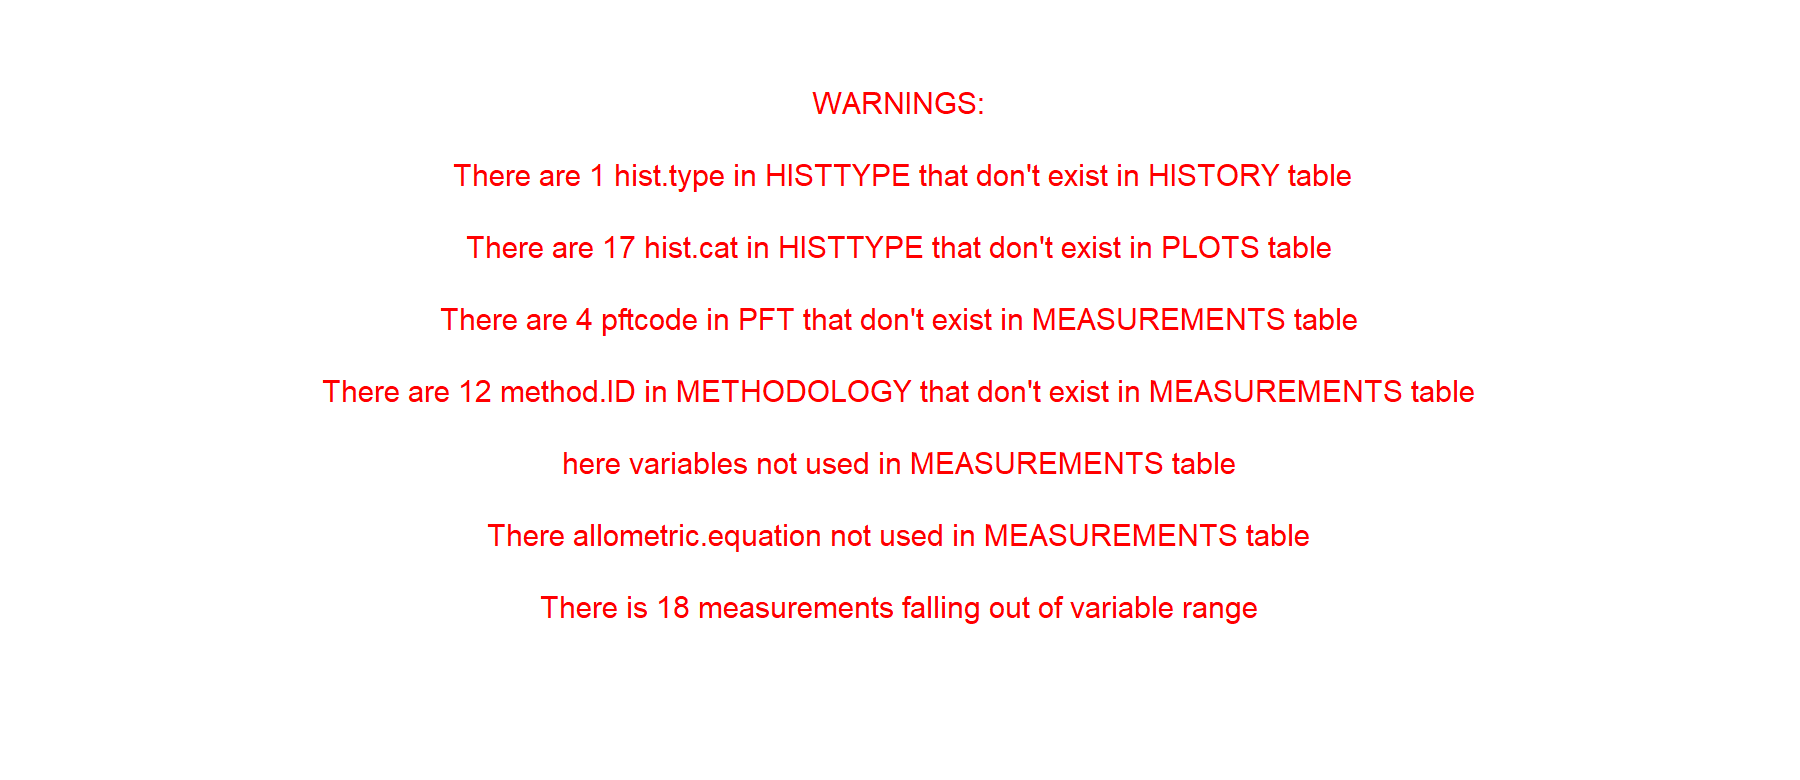 WARNINGS:
There are 1 hist.type in HISTTYPE that don't exist in HISTORY table
There are 17 hist.cat in HISTTYPE that don't exist in PLOTS table
There are 4 pftcode in PFT that don't exist in MEASUREMENTS table
There are 12 method.ID in METHODOLOGY that don't exist in MEASUREMENTS table
here variables not used in MEASUREMENTS table
There allometric.equation not used in MEASUREMENTS table
There is 18 measurements falling out of variable range